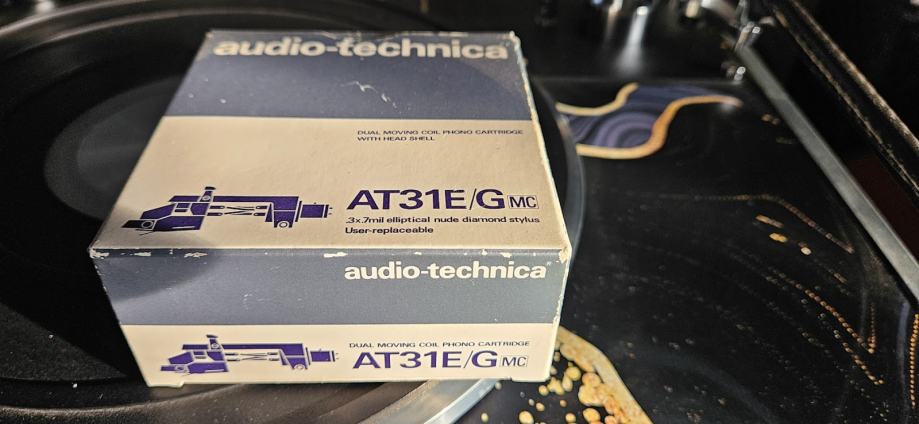 audio-technica
DUAL MOVING COIL PHONO CARTRIDGE
WITH HEAD SHELL
AT31E/G MC
.3x.7mil elliptical nude diamond stylus
User-replaceable
audio-technica®
DUAL MOVING COIL PHONO CARTRIDGE
AT31E/G MC